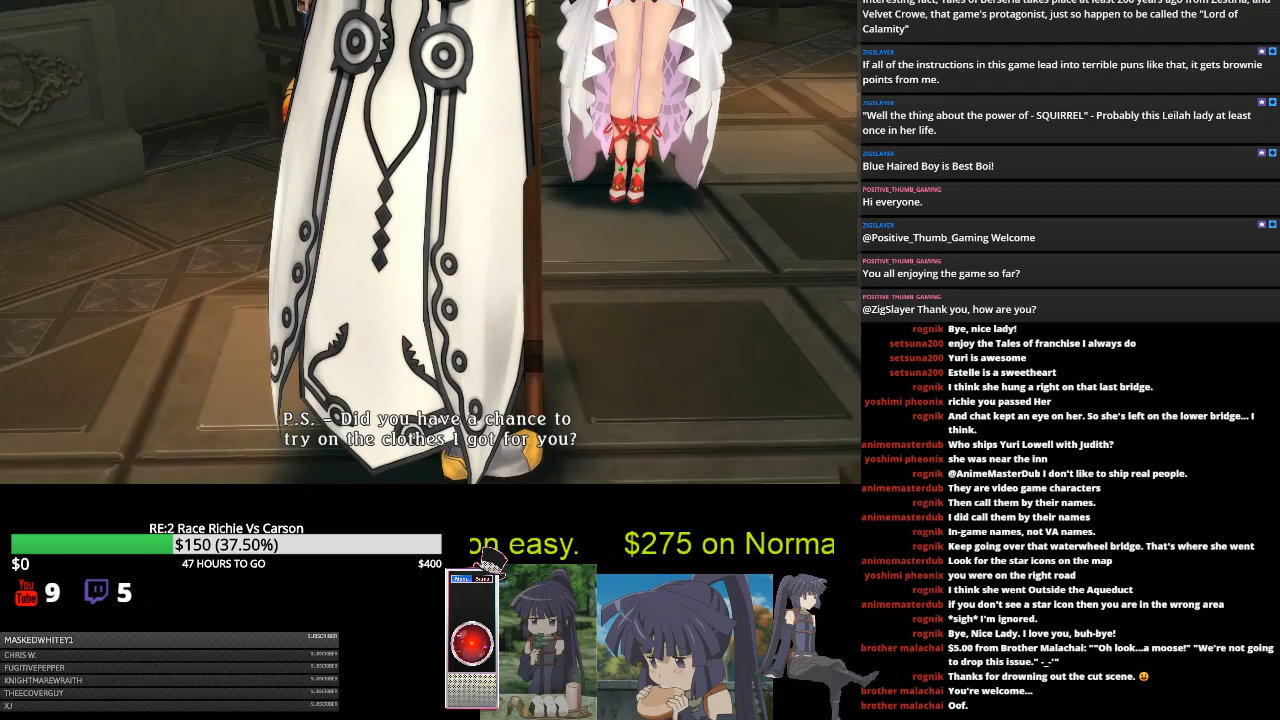 Interesting fact, Tales of Berseria takes place at least 200 years ago from Zestiria, and
Velvet Crowe, that game's protagonist, just so happen to be called the "Lord of
Calamity"
ZIGSLAYER
If all of the instructions in this game lead into terrible puns like that, it gets brownie
points from me.
ZIGSLAYER
"Well the thing about the power of - SQUIRREL" - Probably this Leilah lady at least
once in her life.
ZIGSLAYER
Blue Haired Boy is Best Boi!
POSITIVE_THUMB_GAMING
Hi everyone.
ZIGSLAYER
@Positive_Thumb_Gaming Welcome
POSITIVE_THUMB_GAMING
You all enjoying the game so far?
POSITIVE_THUMB_GAMING
@ZigSlayer Thank you, how are you?
rognik Bye, nice lady!
setsuna200 enjoy the Tales of franchise I always do
setsuna200 Yuri is awesome
setsuna200 Estelle is a sweetheart
rognik I think she hung a right on that last bridge.
yoshimi pheonix richie you passed Her
rognik And chat kept an eye on her. So she's left on the lower bridge... I
think.
animemasterdub Who ships Yuri Lowell with Judith?
yoshimi pheonix she was near the inn
rognik @AnimeMasterDub I don't like to ship real people.
animemasterdub They are video game characters
rognik Then call them by their names.
animemasterdub I did call them by their names
rognik In-game names, not VA names.
rognik Keep going over that waterwheel bridge. That's where she went
animemasterdub Look for the star icons on the map
yoshimi pheonix you were on the right road
rognik I think she went Outside the Aqueduct
animemasterdub if you don't see a star icon then you are in the wrong area
rognik *sigh* I'm ignored.
rognik Bye, Nice Lady. I love you, buh-bye!
brother malachai $5.00 from Brother Malachai: ""Oh look...a moose!" "We're not going
to drop this issue." -_-'"
rognik Thanks for drowning out the cut scene. 😃
brother malachai You're welcome...
brother malachai Oof.
P.S. – Did you have a chance to
try on the clothes I got for you?
RE:2 Race Richie Vs Carson
$150 (37.50%)
$0 47 HOURS TO GO $400
on easy. $275 on Norma
You Tube 9 5
MASKEDWHITEY1 SUBSCRIBER
CHRIS W. SUBSCRIBER
FUGITIVEPEPPER SUBSCRIBER
KNIGHTMAREWRAITH SUBSCRIBER
THEECOVERGUY SUBSCRIBER
XJ SUBSCRIBER